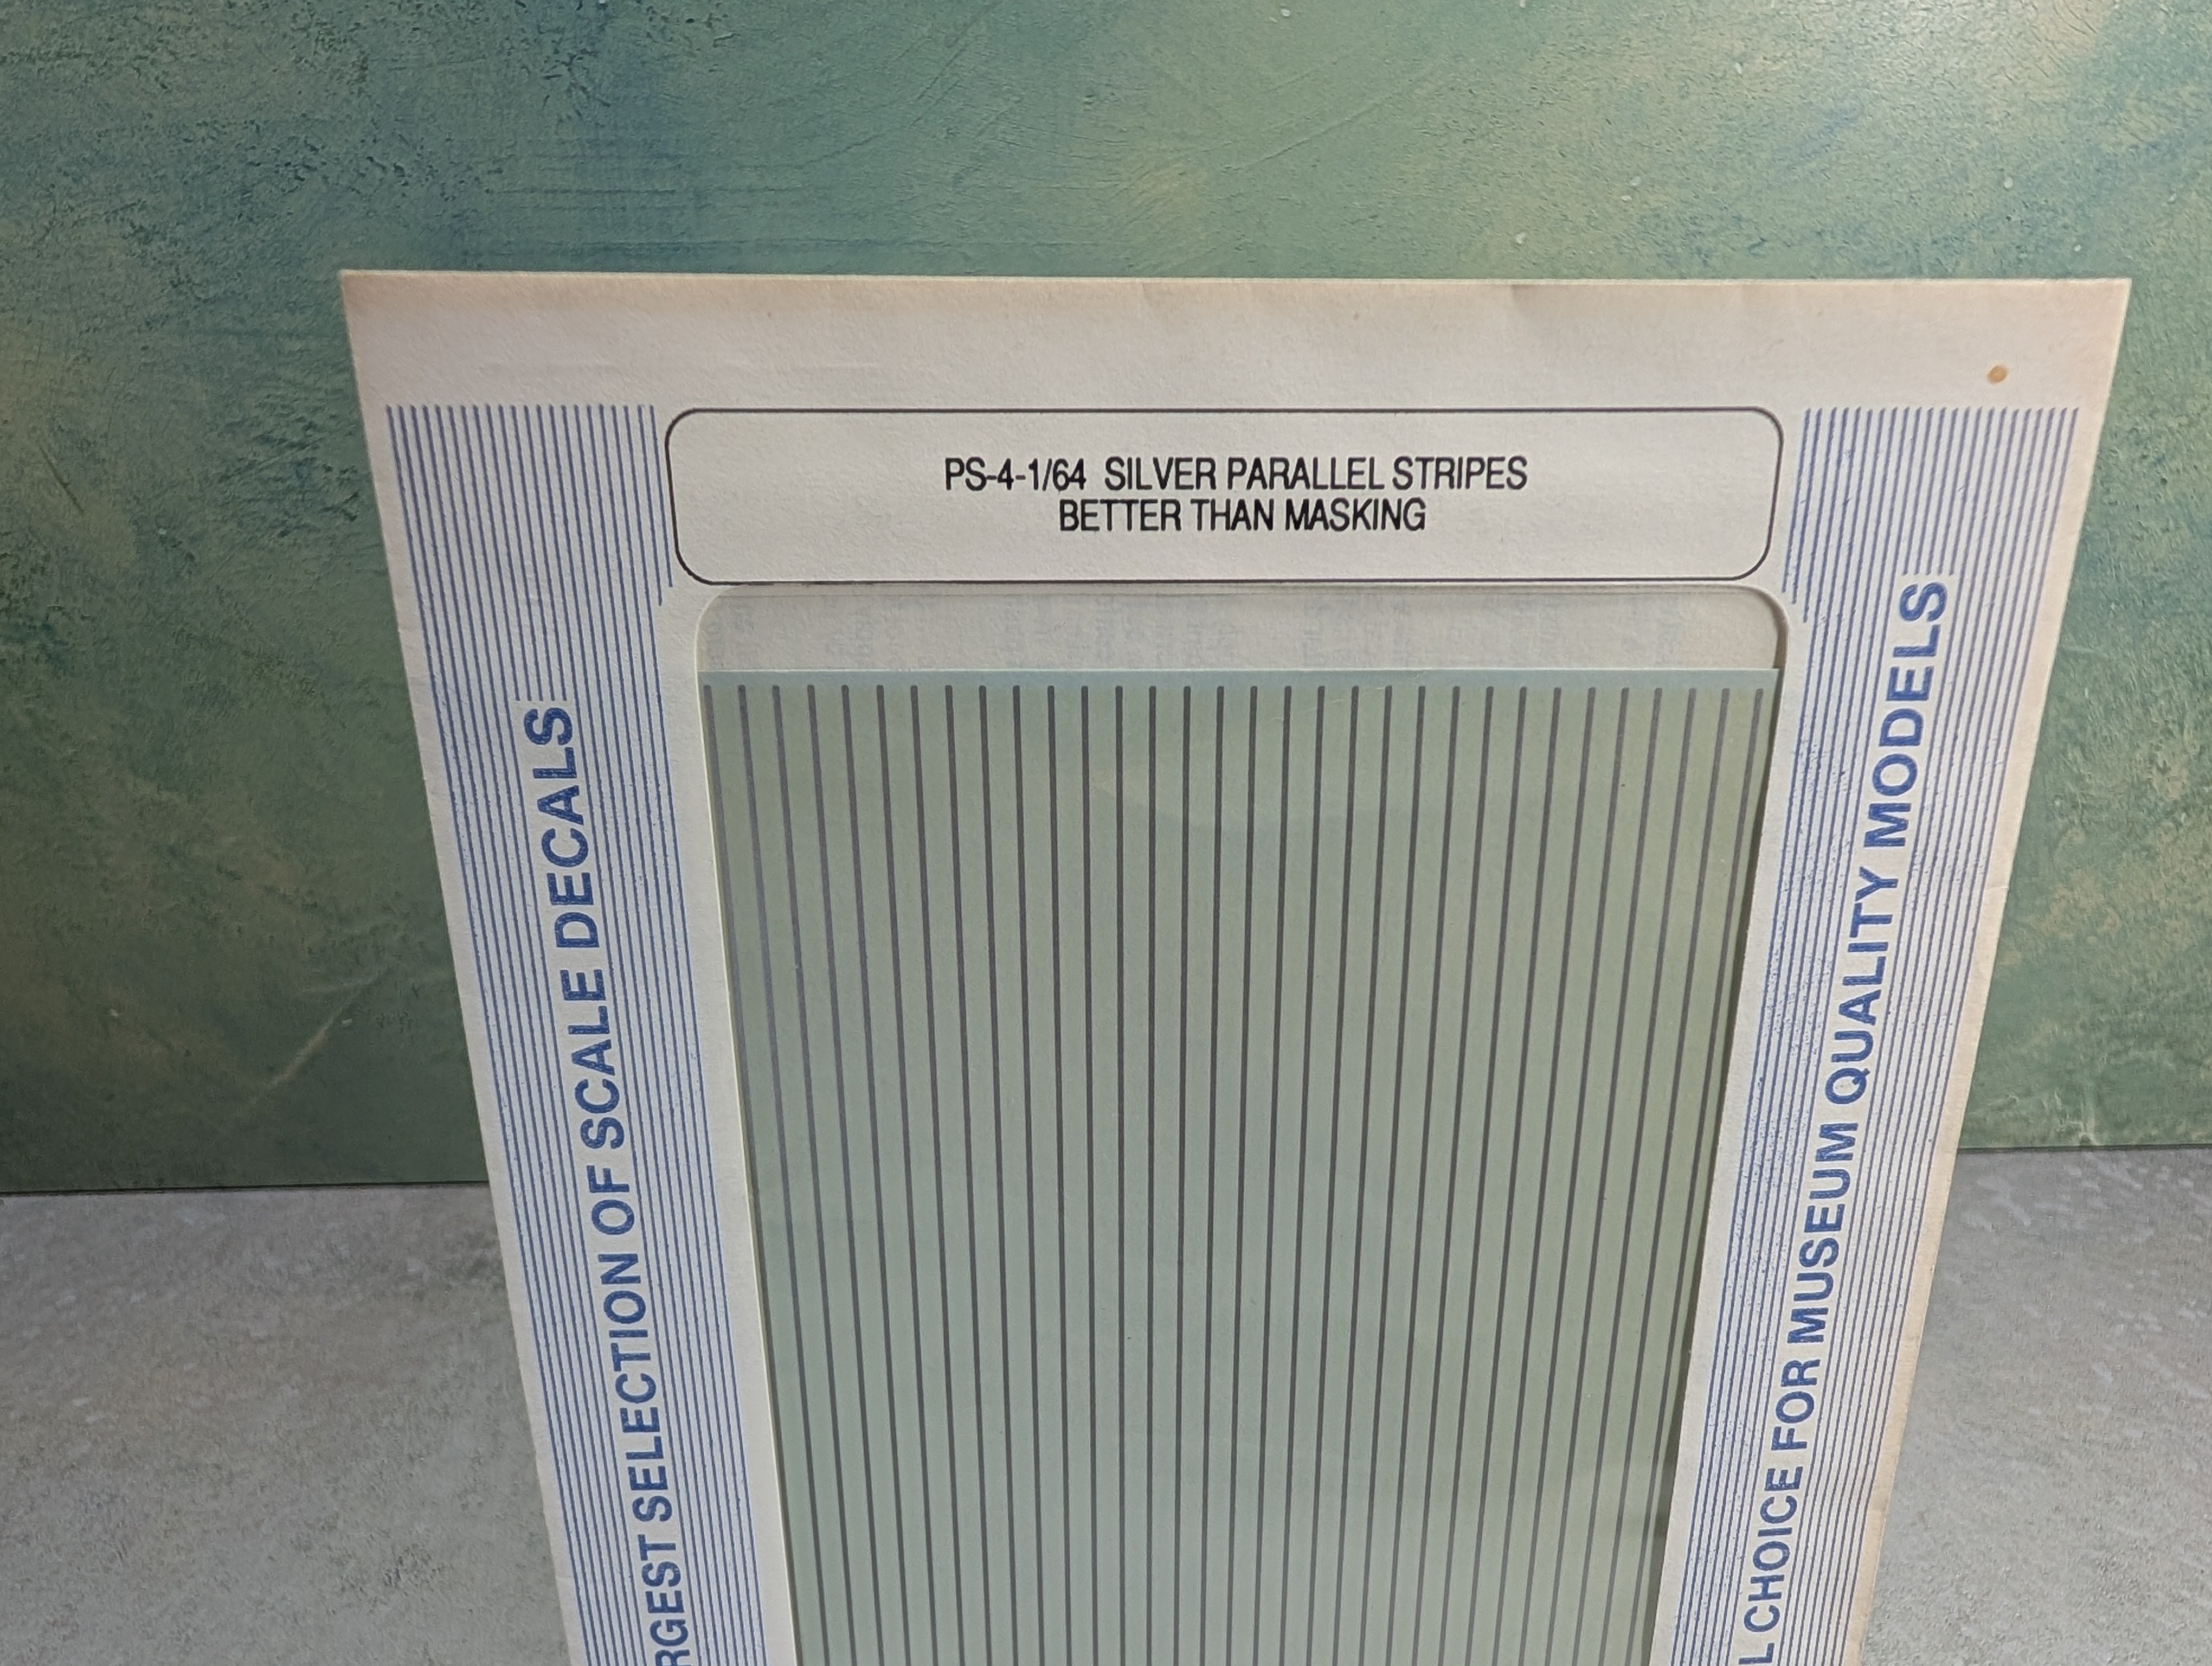 PS-4-1/64 SILVER PARALLEL STRIPES
BETTER THAN MASKING
SELECTION OF SCALE DECALS
CHOICE FOR MUSEUM QUALITY MODELS